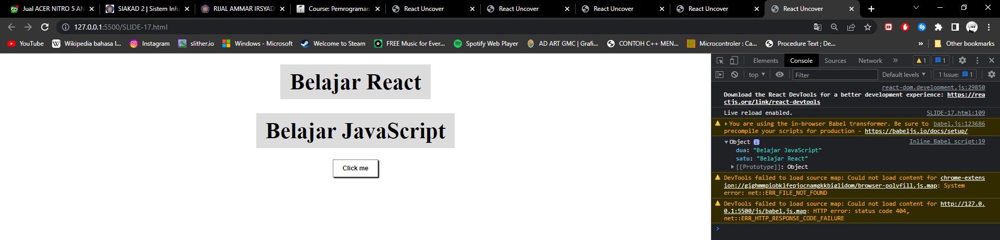 Jual ACER NITRO 5 AN
SIAKAD 2 | Sistem Info
RIJAL AMMAR IRSYAD
Course: Pemrograman
React Uncover
React Uncover
React Uncover
React Uncover
React Uncover
127.0.0.1:5500/SLIDE-17.html
YouTube
Wikipedia bahasa I...
Instagram
slither.io
Windows - Microsoft
Welcome to Steam
FREE Music for Ever...
Spotify Web Player
AD ART GMC | Grafi...
CONTOH C++ MEN...
Microcontroler : Ca...
Procedure Text ; De...
»
Other bookmarks
Belajar React
Belajar JavaScript
Click me
Elements
Console
Sources
Network
»
1
1
top
Filter
Default levels
1 Issue:
1
react-dom.development.js:29850
Download the React DevTools for a better development experience: https://rea
ctjs.org/link/react-devtools
Live reload enabled.
SLIDE-17.html:109
You are using the in-browser Babel transformer. Be sure to
babel.js:123686
precompile your scripts for production - https://babeljs.io/docs/setup/
Object i
Inline Babel script:19
dua: "Belajar JavaScript"
satu: "Belajar React"
[[Prototype]]: Object
DevTools failed to load source map: Could not load content for chrome-extens
ion://gighmmpiobklfepjocnamgkkbiglidom/browser-polyfill.js.map: System
error: net::ERR_FILE_NOT_FOUND
DevTools failed to load source map: Could not load content for http://127.0.
0.1:5500/js/babel.js.map: HTTP error: status code 404,
net::ERR_HTTP_RESPONSE_CODE_FAILURE